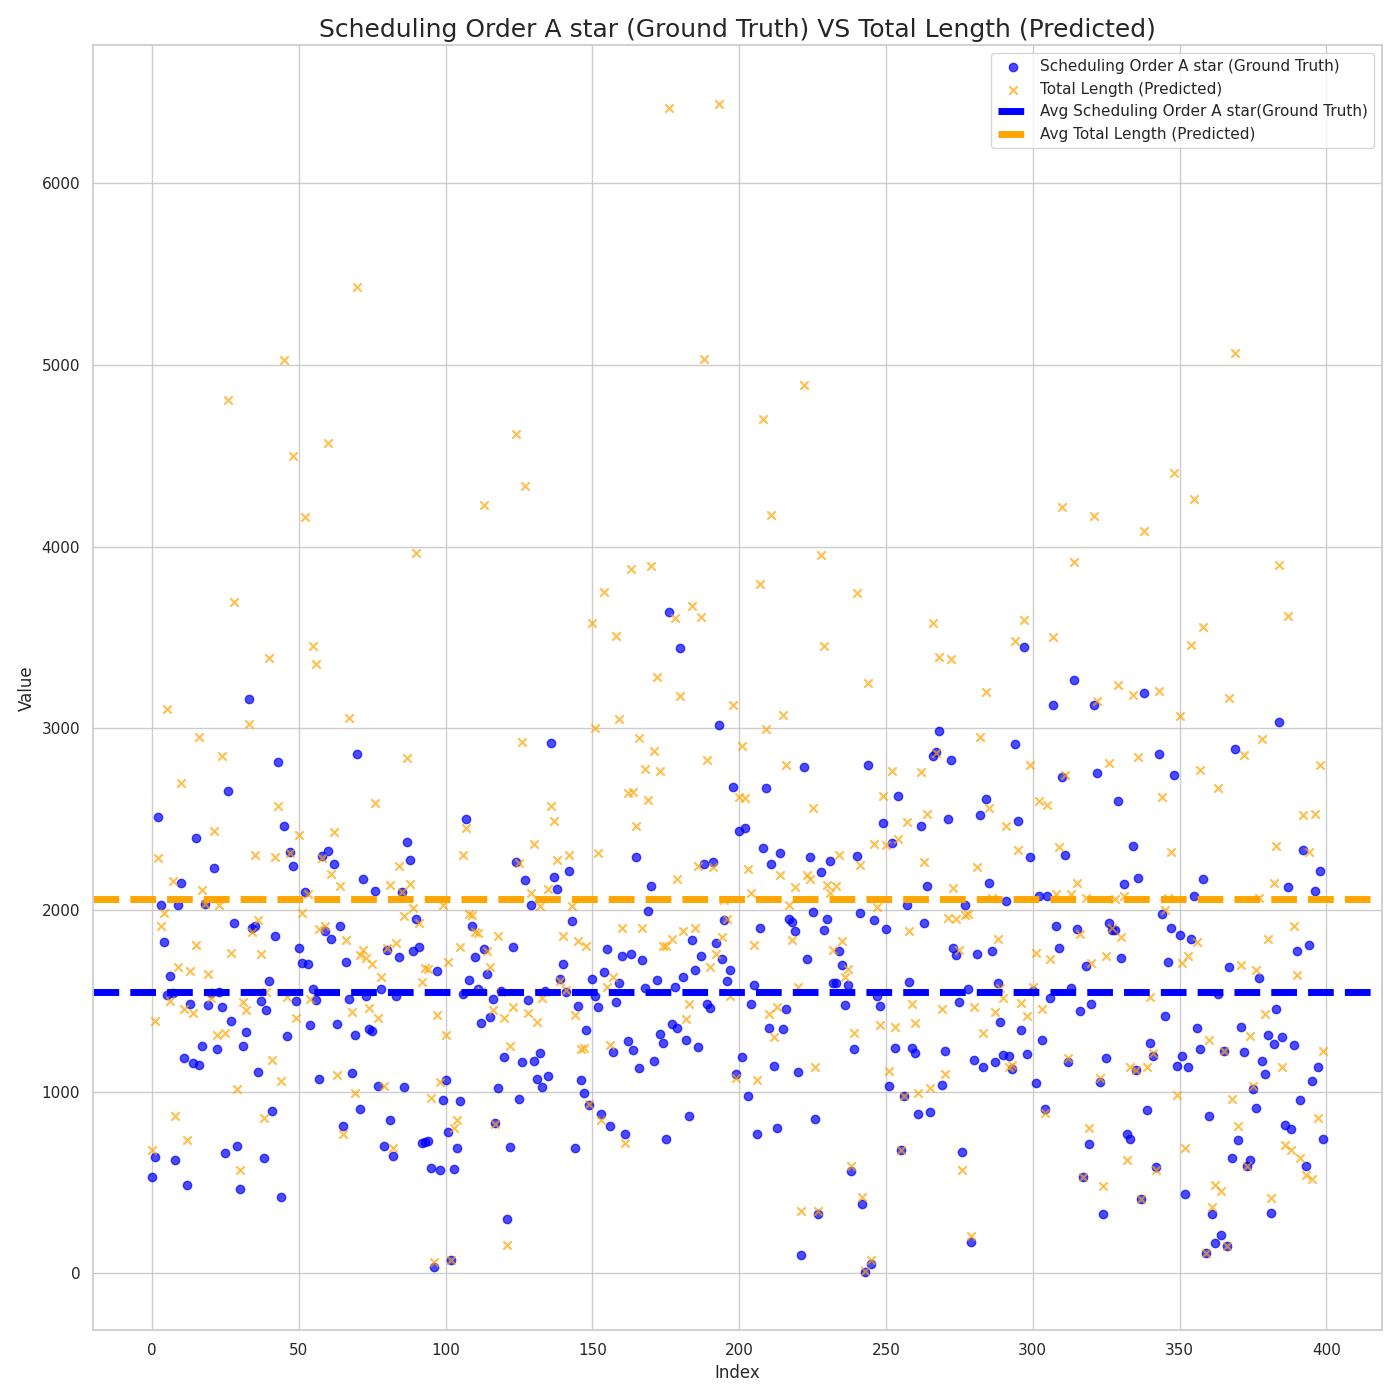 Scheduling Order A star (Ground Truth) VS Total Length (Predicted)
Scheduling Order A star (Ground Truth)
Total Length (Predicted)
Avg Scheduling Order A star(Ground Truth)
Avg Total Length (Predicted)
6000
5000
4000
3000
2000
1000
0
Value
0 50 100 150 200 250 300 350 400
Index